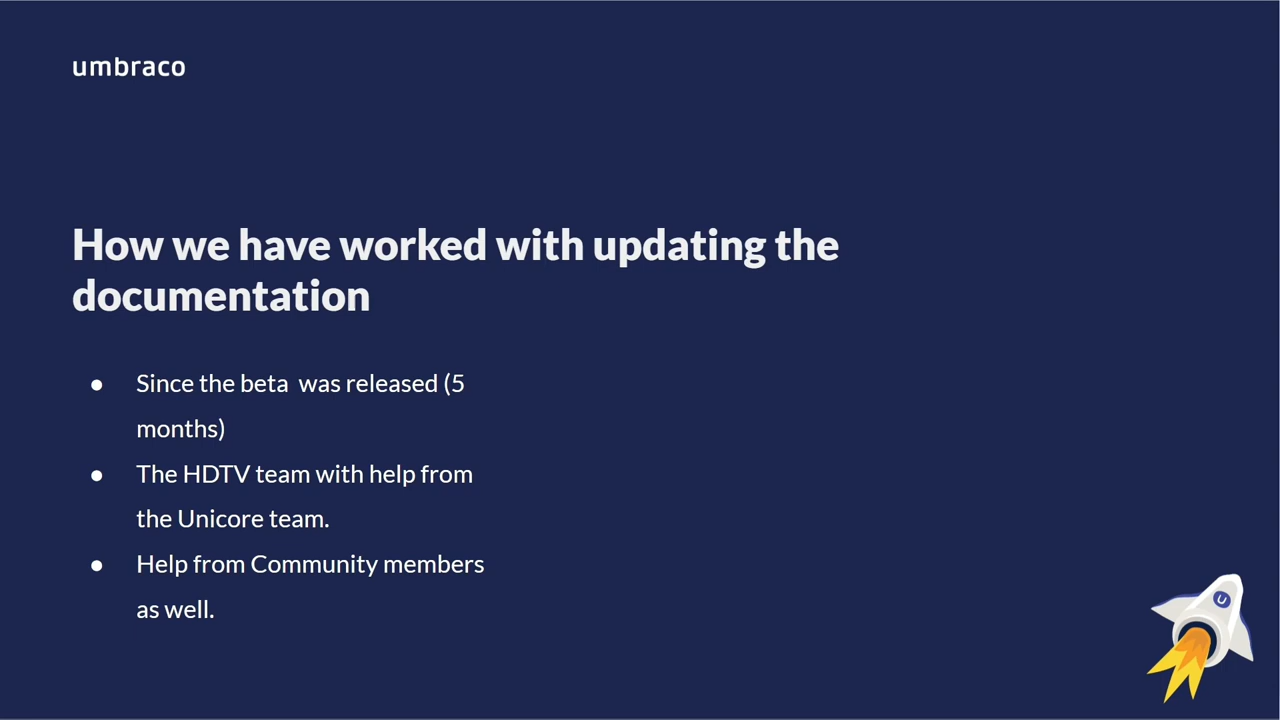 umbraco
How we have worked with updating the
documentation
● Since the beta  was released (5
months)
● The HDTV team with help from
the Unicore team.
● Help from Community members
as well.
U